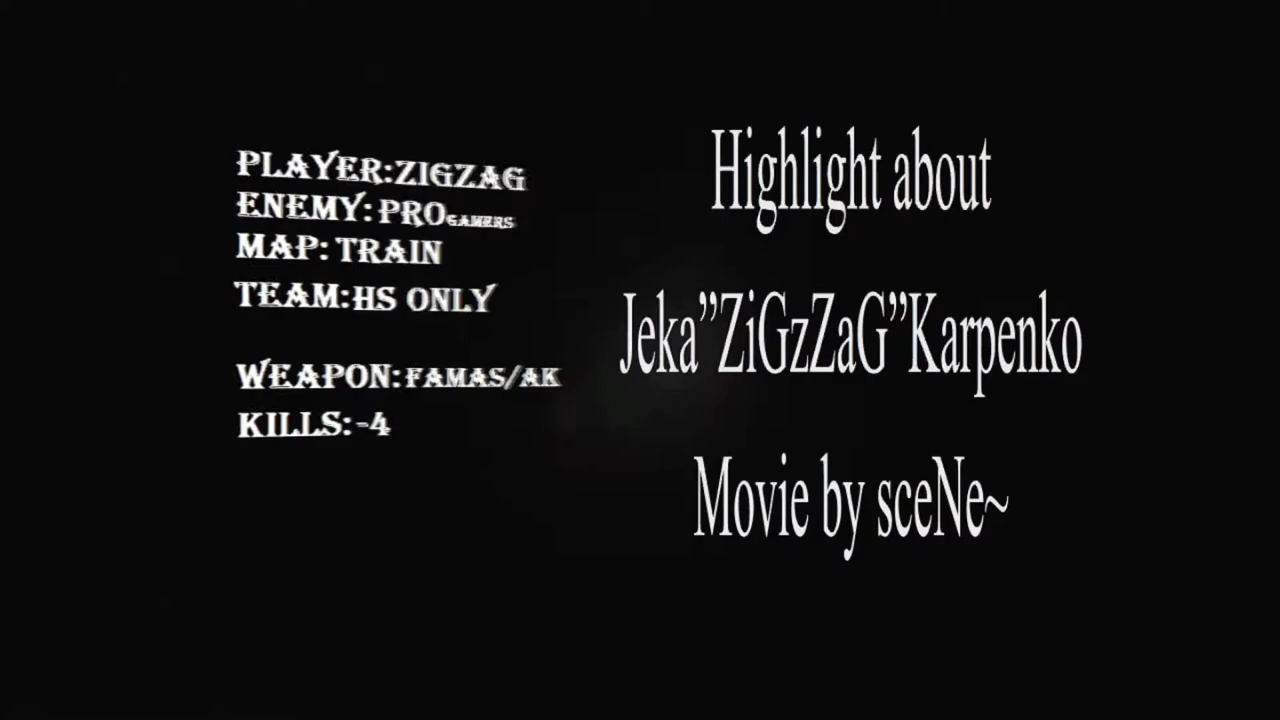 PLAYER:ZIGZAG
ENEMY: PROGAMERS
MAP: TRAIN
TEAM:HS ONLY
WEAPON: FAMAS/AK
KILLS:-4
Highlight about
Jeka”ZiGzZaG”Karpenko
Movie by sceNe~